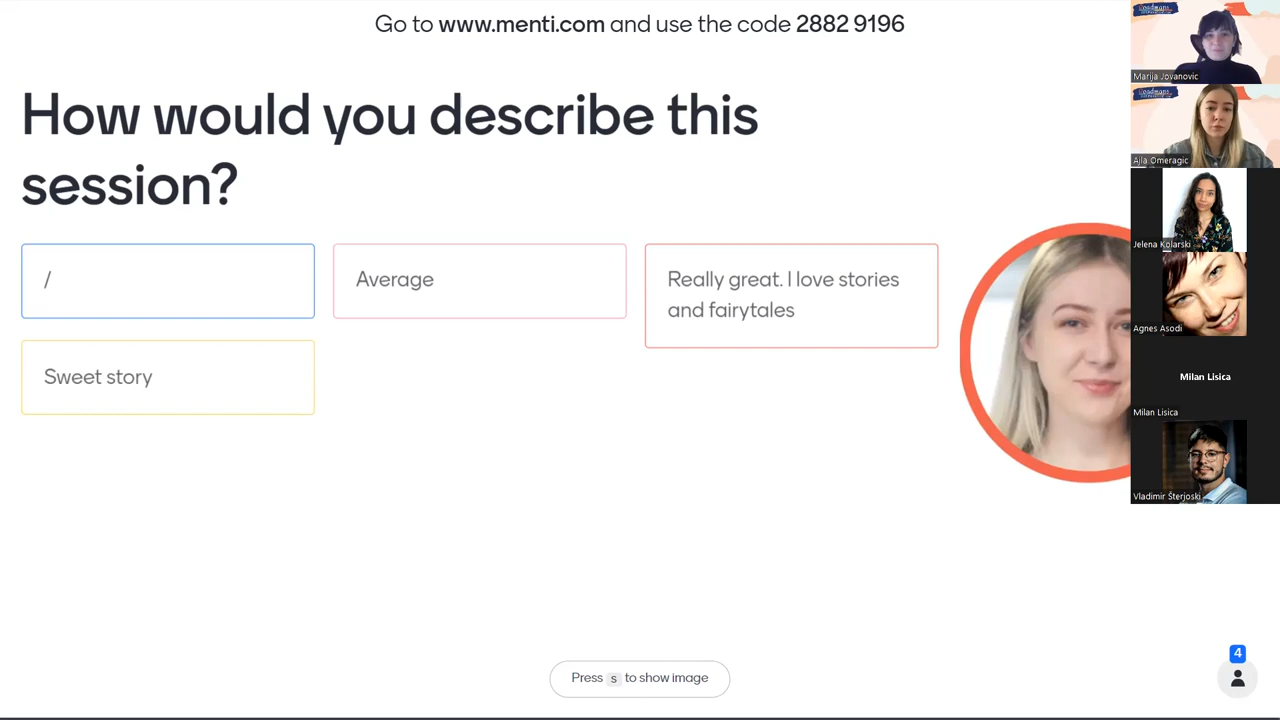 Go to www.menti.com and use the code 2882 9196
How would you describe this
session?
/
Average
Really great. I love stories
and fairytales
Sweet story
Press s to show image
4
Marija Jovanovic
Ajla Omeragic
Jelena Kolarski
Agnes Asodi
Milan Lisica
Milan Lisica
Vladimir Šterjoski